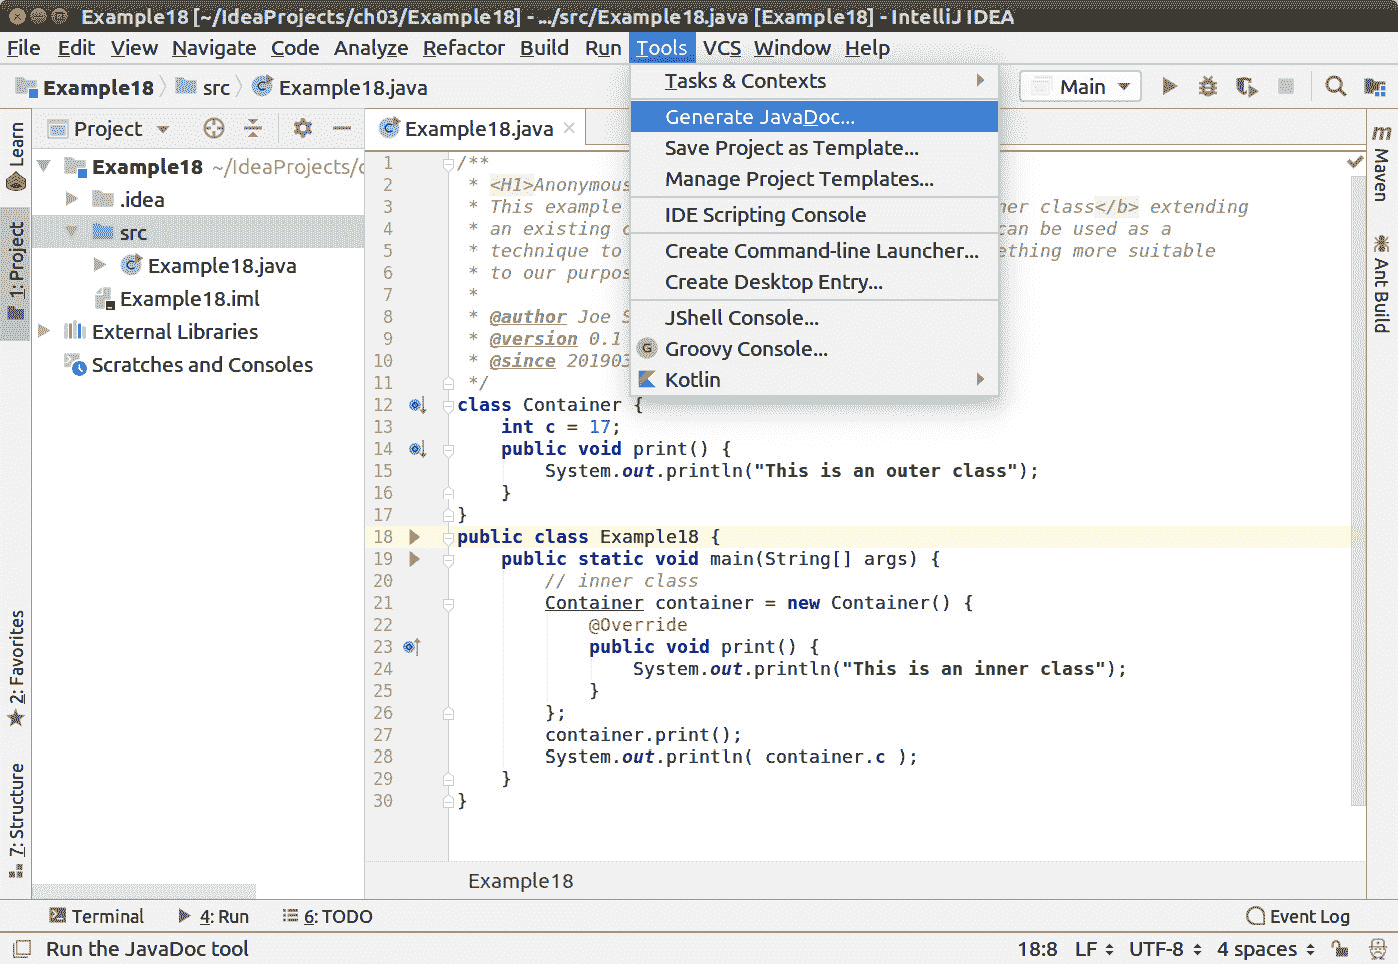 Example18 [~/IdeaProjects/ch03/Example18] - .../src/Example18.java [Example18] - IntelliJ IDEA
File Edit View Navigate Code Analyze Refactor Build Run Tools VCS Window Help
Example18 src Example18.java Main
Project
Example18.java
Learn
1: Project
2: Favorites
7: Structure
Example18 ~/IdeaProjects/
.idea
src
Example18.java
Example18.iml
External Libraries
Scratches and Consoles
Tasks & Contexts
Generate JavaDoc...
Save Project as Template...
Manage Project Templates...
IDE Scripting Console
Create Command-line Launcher...
Create Desktop Entry...
JShell Console...
Groovy Console...
Kotlin
1 /**
2 * <H1>Anonymous
3 * This example ner class</b> extending
4 * an existing can be used as a
5 * technique to ething more suitable
6 * to our purpos
7 *
8 * @author Joe
9 * @version 0.1
10 * @since 201903
11 */
12 class Container {
13 int c = 17;
14 public void print() {
15 System.out.println("This is an outer class");
16 }
17 }
18 public class Example18 {
19 public static void main(String[] args) {
20 // inner class
21 Container container = new Container() {
22 @Override
23 public void print() {
24 System.out.println("This is an inner class");
25 }
26 };
27 container.print();
28 System.out.println( container.c );
29 }
30 }
Example18
m Maven
Ant Build
Terminal 4: Run 6: TODO Event Log
Run the JavaDoc tool 18:8 LF UTF-8 4 spaces